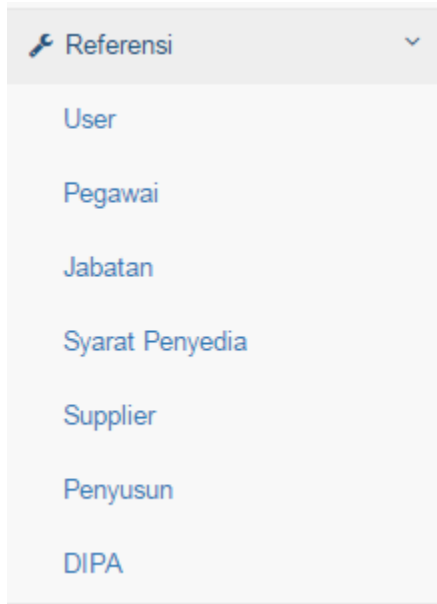 Referensi
User
Pegawai
Jabatan
Syarat Penyedia
Supplier
Penyusun
DIPA